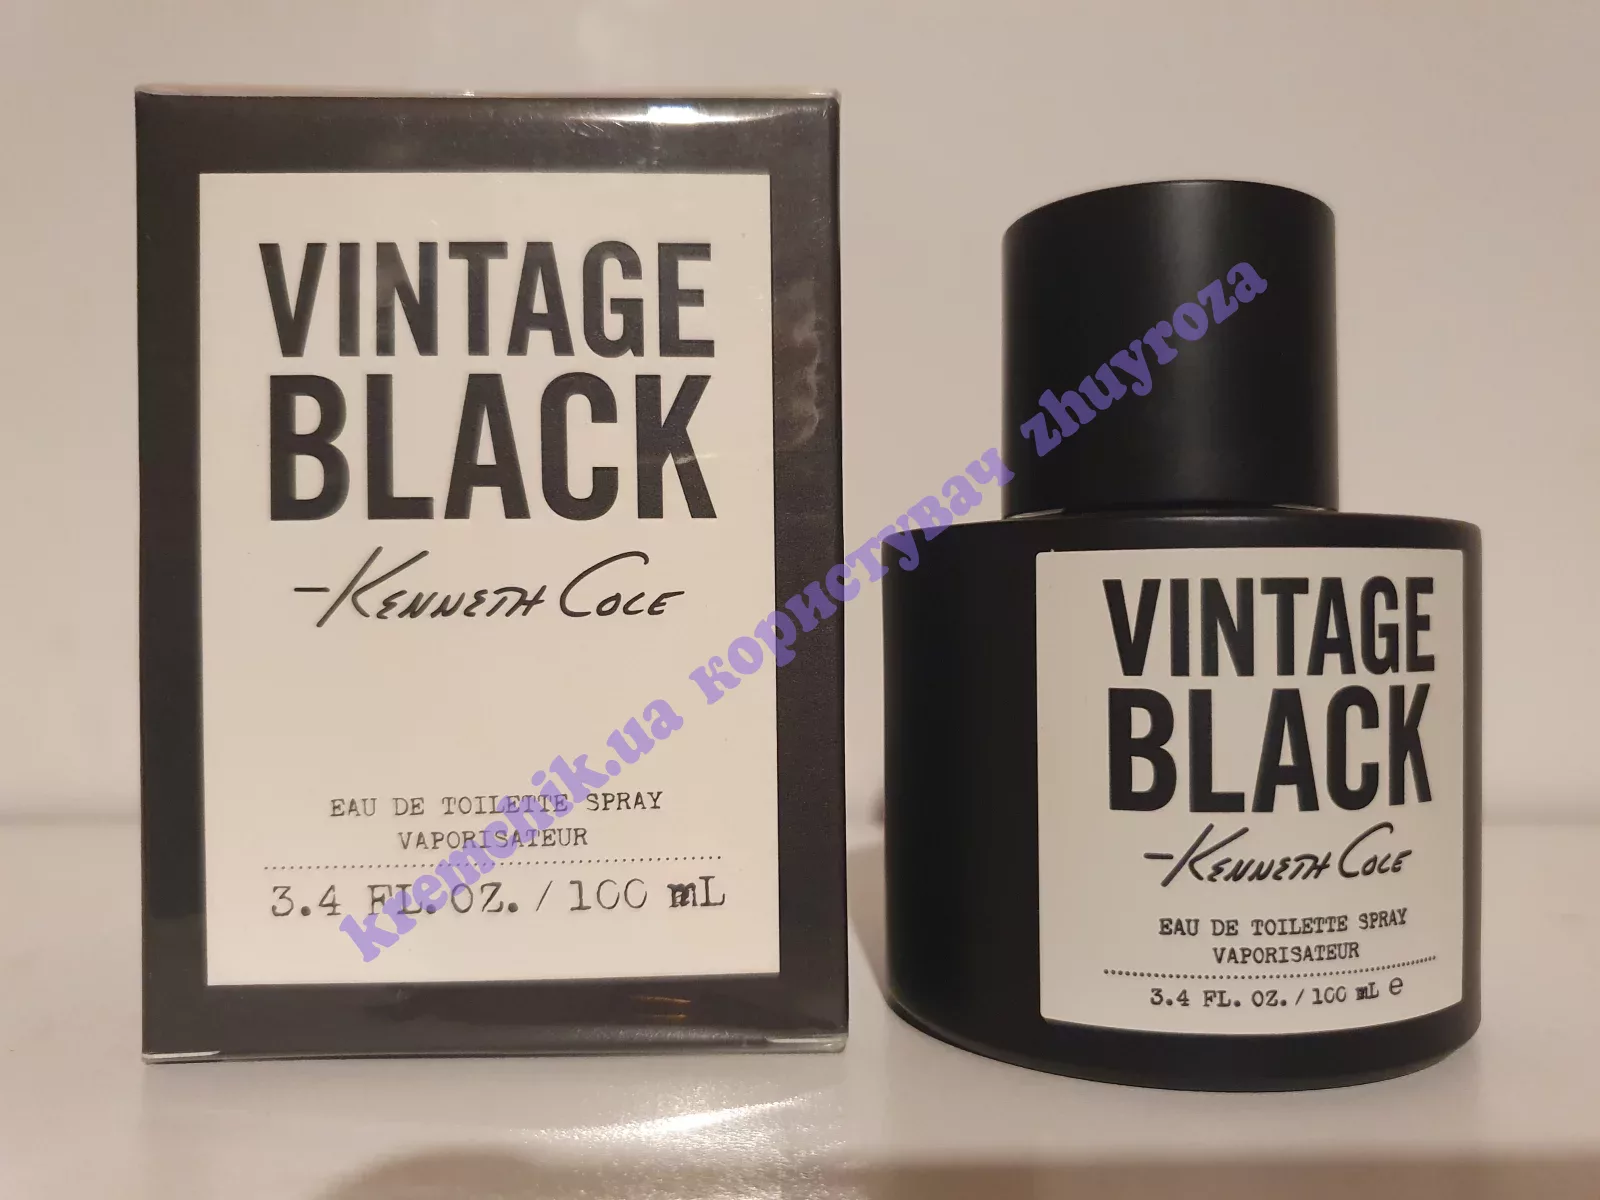 VINTAGE
BLACK
-KENNETH COLE
EAU DE TOILETTE SPRAY
VAPORISATEUR
3.4 FL. OZ. / 100 mL
VINTAGE
BLACK
-KENNETH COLE
EAU DE TOILETTE SPRAY
VAPORISATEUR
3.4 FL. OZ. / 100 mL e
kremchik.ua користувач zhuyroza